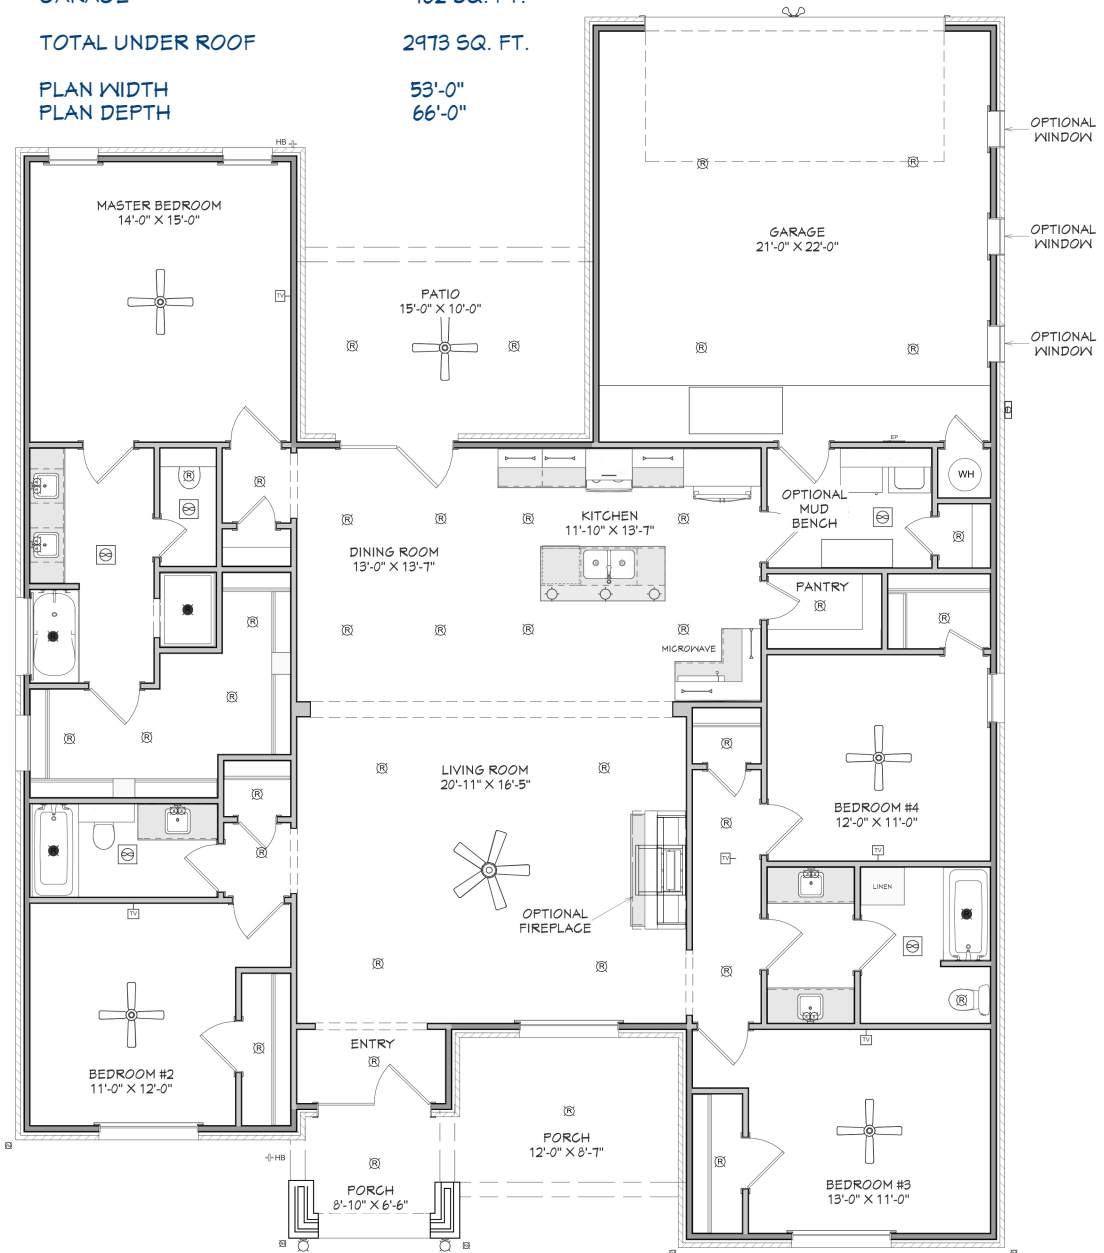 TOTAL UNDER ROOF 2973 SQ. FT.
PLAN WIDTH 53'-0"
PLAN DEPTH 66'-0"
HB
OPTIONAL
WINDOW
MASTER BEDROOM
14'-0" X 15'-0"
GARAGE
21'-0" X 22'-0"
OPTIONAL
WINDOW
TV
PATIO
15'-0" X 10'-0"
OPTIONAL
WINDOW
R
R
R
R
R
R
EP
WH
OPTIONAL
MUD
BENCH
KITCHEN
11'-10" X 13'-7"
DINING ROOM
13'-0" X 13'-7"
PANTRY
R
R
R
R
R
R
R
R
R
R
R
R
MICROWAVE
R
R
R
R
R
LIVING ROOM
20'-11" X 16'-5"
R
R
R
R
BEDROOM #4
12'-0" X 11'-0"
R
R
TV
TV
LINEN
OPTIONAL
FIREPLACE
TV
R
R
R
R
ENTRY
R
R
TV
BEDROOM #2
11'-0" X 12'-0"
R
PORCH
12'-0" X 8'-7"
HB
R
R
PORCH
8'-10" X 6'-6"
BEDROOM #3
13'-0" X 11'-0"